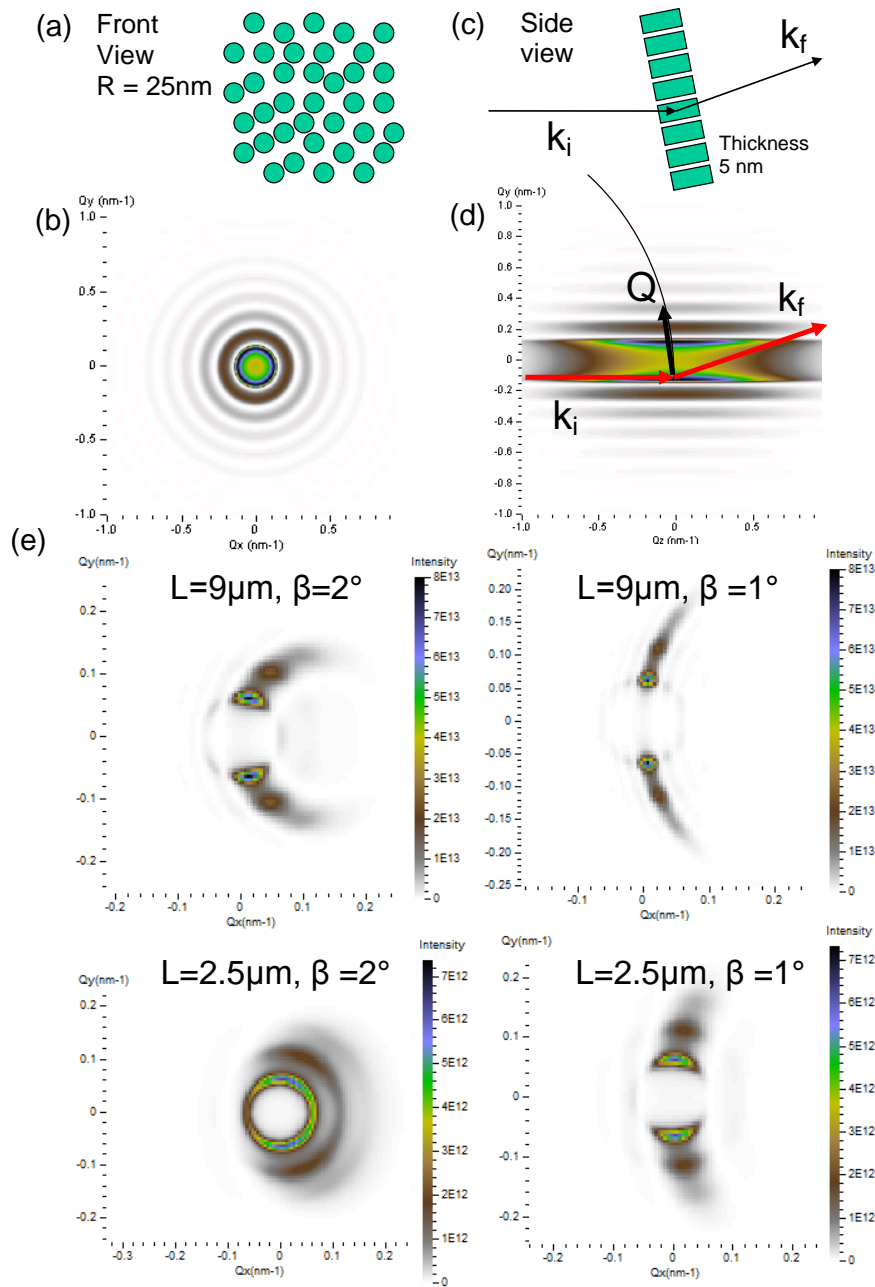 (a)
Front
View
R = 25nm
(c)
Side
view
kf
ki
Thickness
5 nm
(b)
Qy (nm-1)
1.0
0.5
0
-0.5
-1.0
-1.0
-0.5
0
0.5
Qx (nm-1)
(d)
Qy (nm-1)
1.0
0.8
0.6
0.4
0.2
0
-0.2
-0.4
-0.6
-0.8
-1.0
Q
kf
ki
-1.0
-0.5
0
0.5
Qz (nm-1)
(e)
Qy(nm-1)
L=9μm, β=2°
0.2
0.1
0
-0.1
-0.2
-0.2
-0.1
0
0.1
0.2
Qx(nm-1)
Intensity
8E13
7E13
6E13
5E13
4E13
3E13
2E13
1E13
0
Qy(nm-1)
L=9μm, β =1°
0.20
0.15
0.10
0.05
0
-0.05
-0.10
-0.15
-0.20
-0.25
-0.2
-0.1
0
0.1
0.2
Qx(nm-1)
Intensity
8E13
7E13
6E13
5E13
4E13
3E13
2E13
1E13
0
Qy(nm-1)
L=2.5μm, β =2°
0.2
0.1
0
-0.1
-0.2
-0.3
-0.2
-0.1
0
0.1
0.2
Qx(nm-1)
Intensity
7E12
6E12
5E12
4E12
3E12
2E12
1E12
0
Qy(nm-1)
L=2.5μm, β =1°
0.2
0.1
0
-0.1
-0.2
-0.2
-0.1
0
0.1
0.2
Qx(nm-1)
Intensity
7E12
6E12
5E12
4E12
3E12
2E12
1E12
0